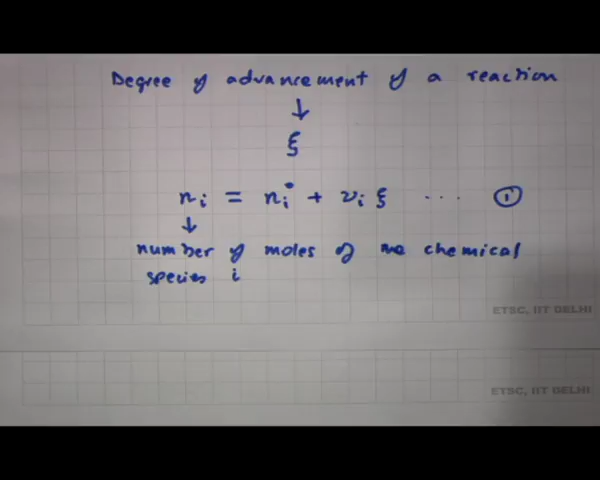 Degree of advancement of a reaction
↓
ξ
nᵢ = nᵢ° + νᵢ ξ ... ①
↓
number of moles of the chemical
species i
ETSC, IIT DELHI
ETSC, IIT DELHI